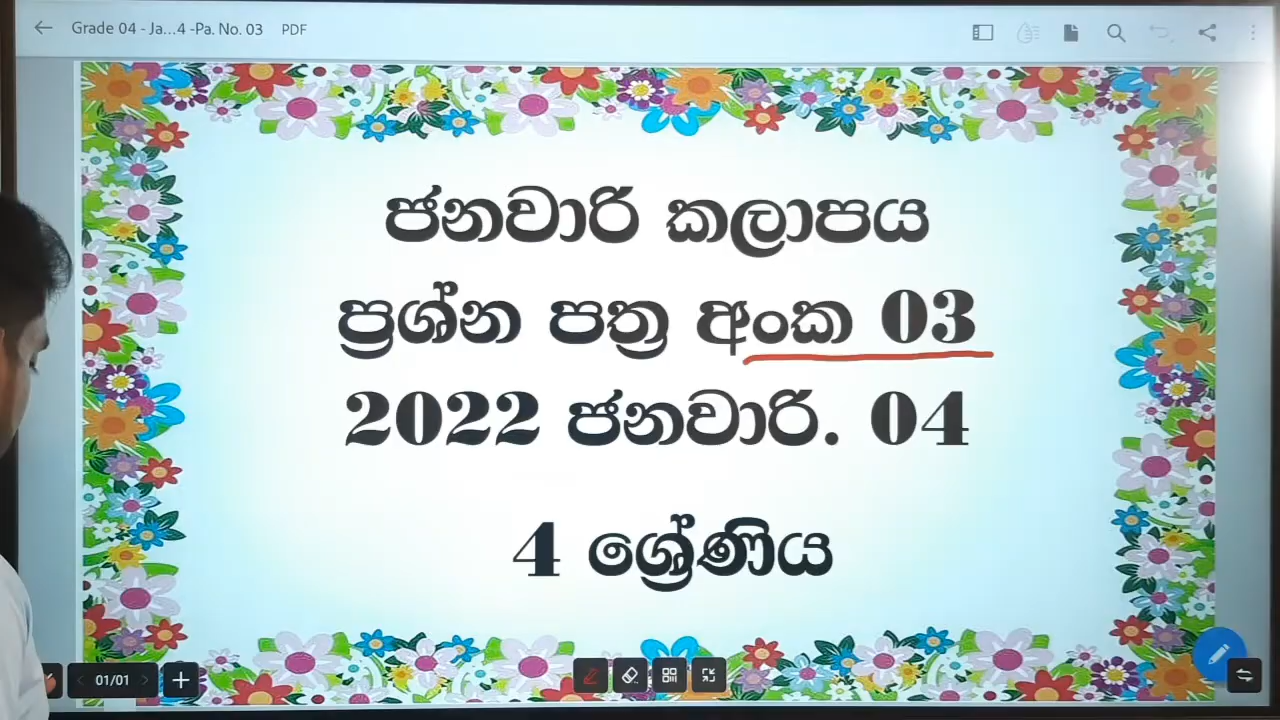 Grade 04 - Ja...4 -Pa. No. 03 PDF
ජනවාරි කලාපය
ප්‍රශ්න පත්‍ර අංක 03
2022 ජනවාරි. 04
4 ශ්‍රේණිය
01/01